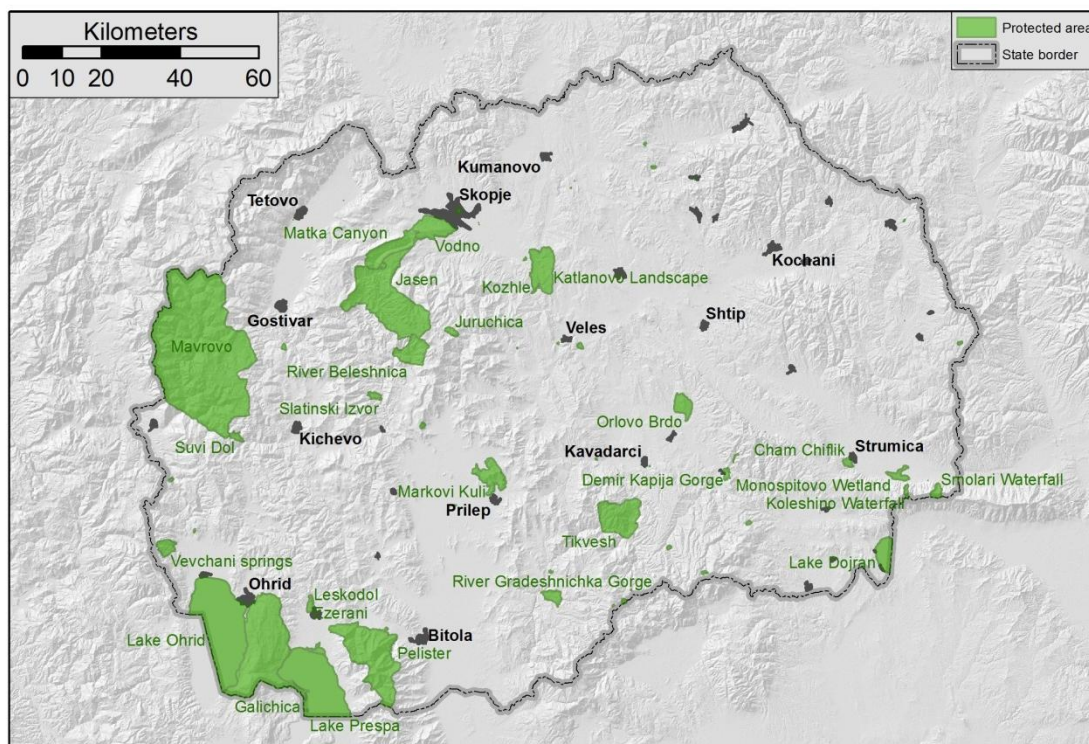 Kilometers
0 10 20 40 60
Protected area
State border
Kumanovo
Skopje
Tetovo
Matka Canyon
Vodno
Kochani
Jasen
Kozhle
Katlanovo Landscape
Gostivar
Juruchica
Veles
Shtip
Mavrovo
River Beleshnica
Slatinski Izvor
Orlovo Brdo
Suvi Dol
Kichevo
Kavadarci
Cham Chiflik
Strumica
Demir Kapija Gorge
Markovi Kuli
Monospitovo Wetland
Smolari Waterfall
Prilep
Koleshino Waterfall
Tikvesh
Vevchani springs
Lake Dojran
Ohrid
Leskodol
River Gradeshnichka Gorge
Ezerani
Lake Ohrid
Bitola
Pelister
Galichica
Lake Prespa